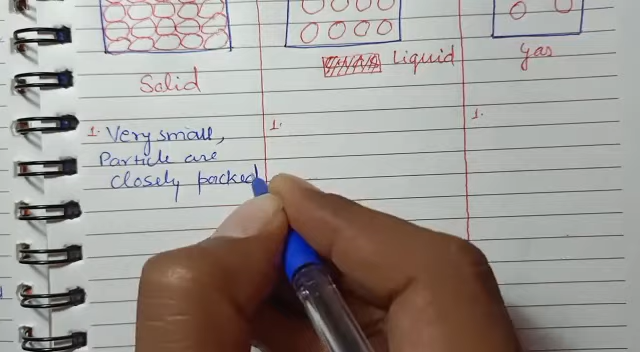 Solid
Liquid
gas
1. Very small,
Particle are
closely packed
1.
1.